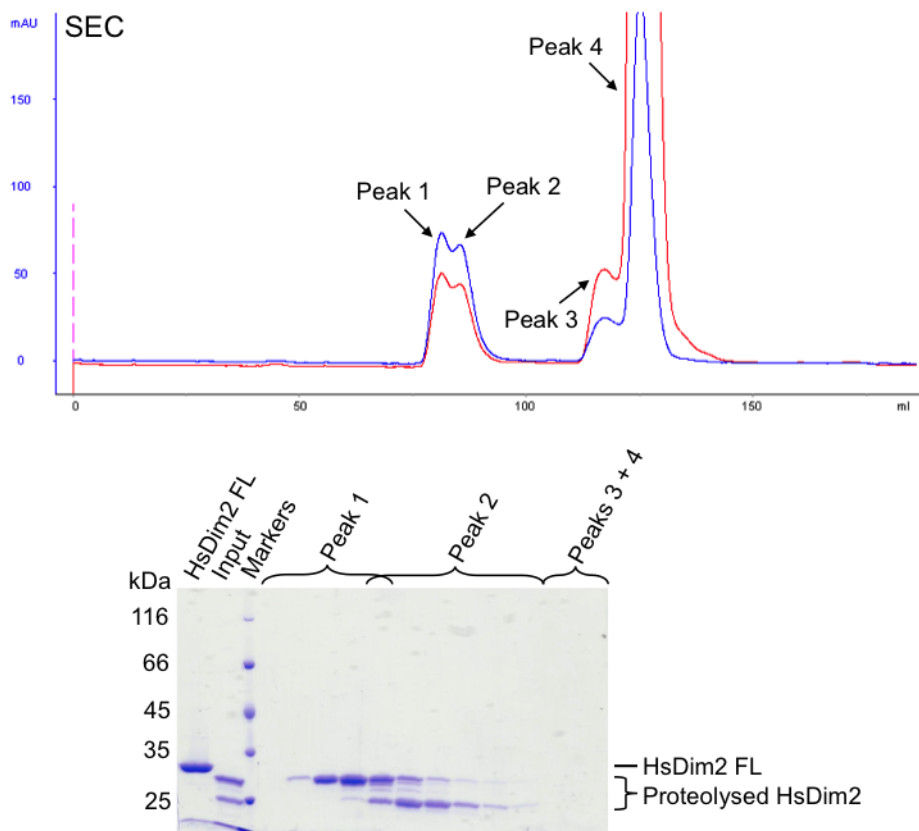 mAU
SEC
Peak 4
150
100
Peak 1
Peak 2
50
Peak 3
0
0
50
100
150
ml
HsDim2 FL
Input
Markers
Peak 1
Peak 2
Peaks 3 + 4
kDa
116
66
45
35
25
HsDim2 FL
Proteolysed HsDim2